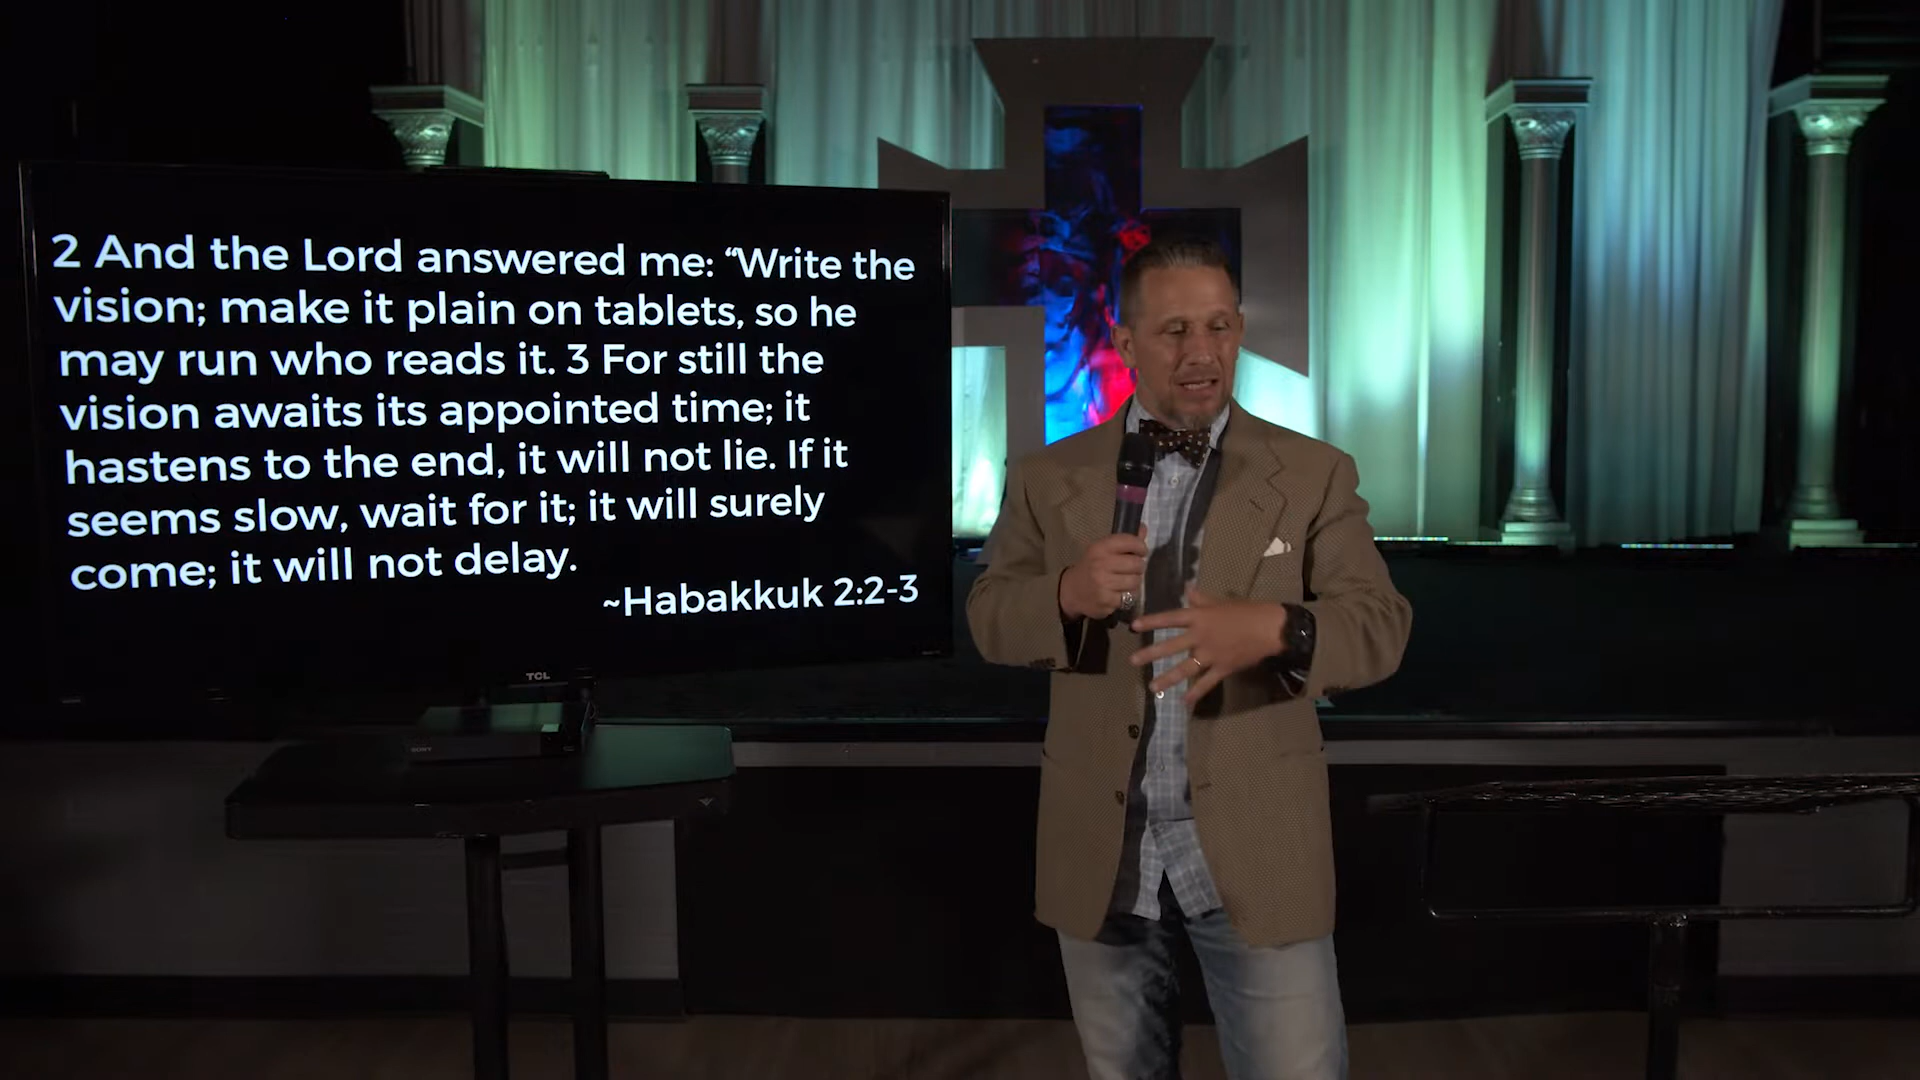 2 And the Lord answered me: “Write the
vision; make it plain on tablets, so he
may run who reads it. 3 For still the
vision awaits its appointed time; it
hastens to the end, it will not lie. If it
seems slow, wait for it; it will surely
come; it will not delay.
~Habakkuk 2:2-3
TCL
SONY